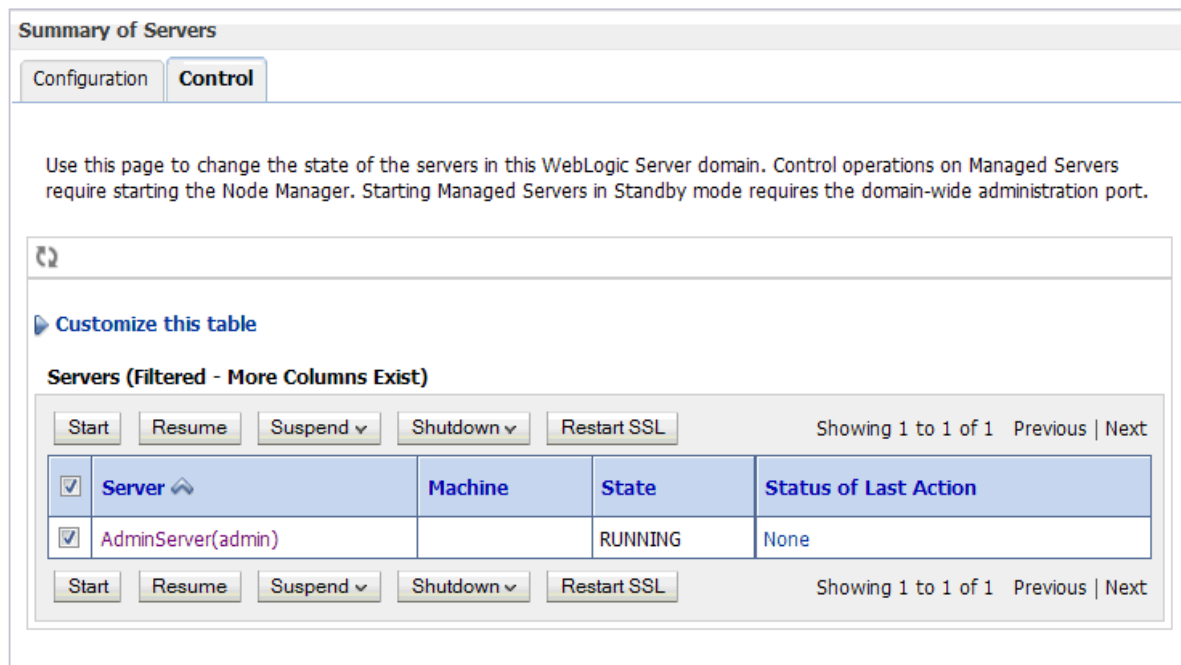 Summary of Servers
Configuration Control
Use this page to change the state of the servers in this WebLogic Server domain. Control operations on Managed Servers
require starting the Node Manager. Starting Managed Servers in Standby mode requires the domain-wide administration port.
Customize this table
Servers (Filtered - More Columns Exist)
Start Resume Suspend Shutdown Restart SSL Showing 1 to 1 of 1 Previous | Next
Server Machine State Status of Last Action
AdminServer(admin) RUNNING None
Start Resume Suspend Shutdown Restart SSL Showing 1 to 1 of 1 Previous | Next